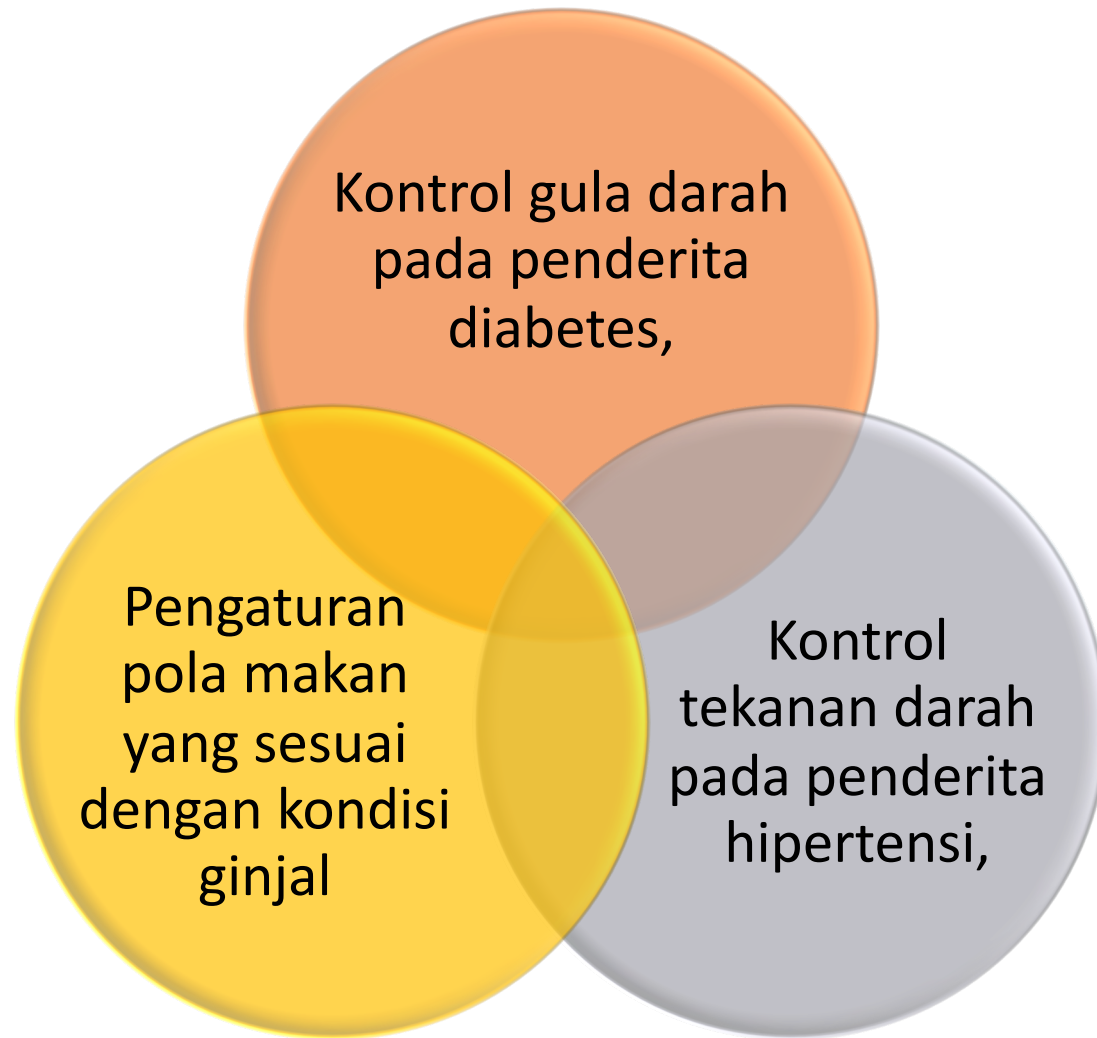 Kontrol gula darah
pada penderita
diabetes,
Pengaturan
pola makan
yang sesuai
dengan kondisi
ginjal
Kontrol
tekanan darah
pada penderita
hipertensi,